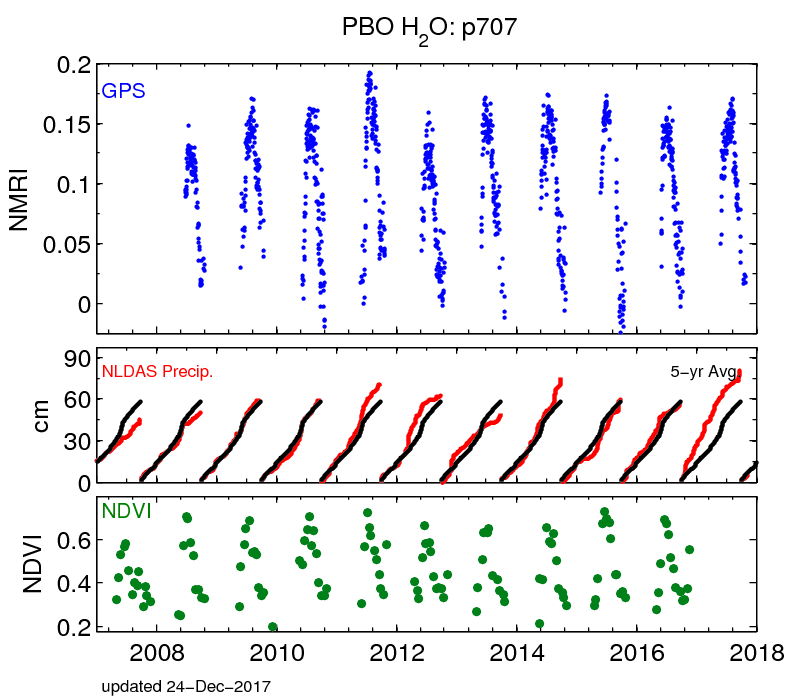 PBO H2O: p707
GPS
NMRI
0.2
0.15
0.1
0.05
0
NLDAS Precip.
5−yr Avg.
cm
90
60
30
0
NDVI
NDVI
0.6
0.4
0.2
2008 2010 2012 2014 2016 2018
updated 24−Dec−2017